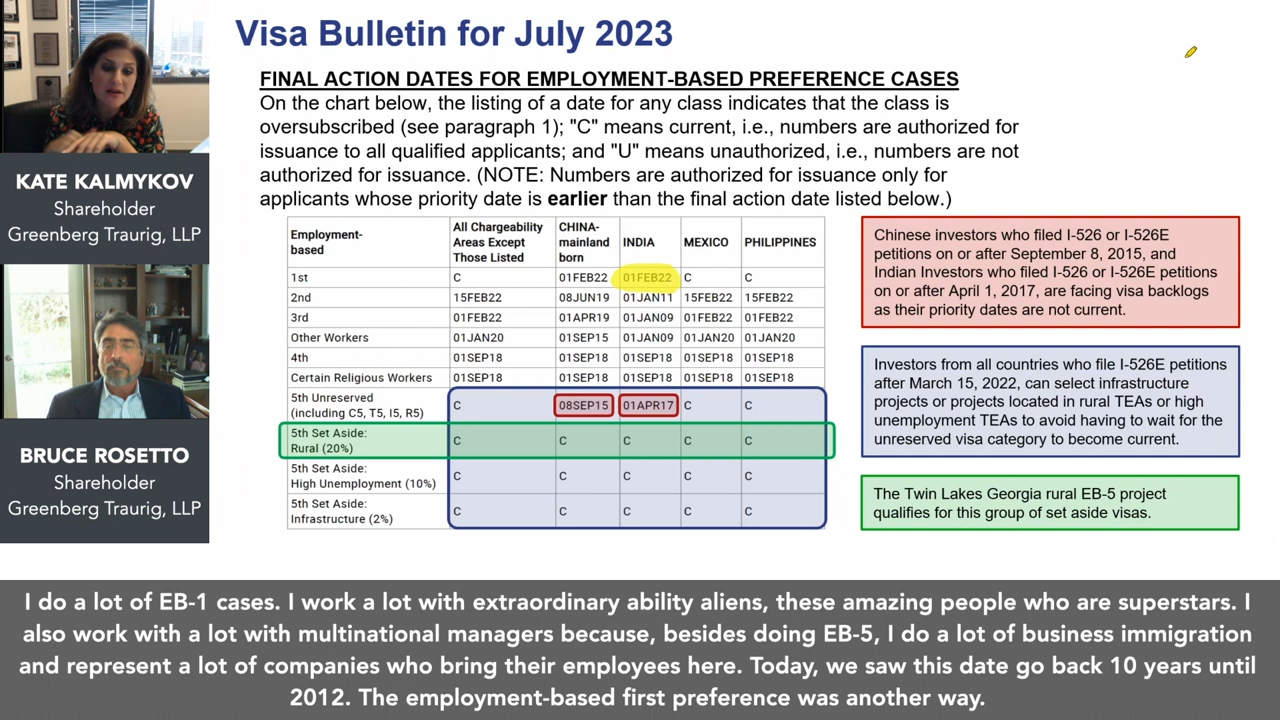 Visa Bulletin for July 2023
FINAL ACTION DATES FOR EMPLOYMENT-BASED PREFERENCE CASES
On the chart below, the listing of a date for any class indicates that the class is
oversubscribed (see paragraph 1); "C" means current, i.e., numbers are authorized for
issuance to all qualified applicants; and "U" means unauthorized, i.e., numbers are not
authorized for issuance. (NOTE: Numbers are authorized for issuance only for
applicants whose priority date is earlier than the final action date listed below.)
KATE KALMYKOV
Shareholder
Greenberg Traurig, LLP
BRUCE ROSETTO
Shareholder
Greenberg Traurig, LLP
Employment-based All Chargeability Areas Except Those Listed CHINA-mainland born INDIA MEXICO PHILIPPINES
1st C 01FEB22 01FEB22 C C
2nd 15FEB22 08JUN19 01JAN11 15FEB22 15FEB22
3rd 01FEB22 01APR19 01JAN09 01FEB22 01FEB22
Other Workers 01JAN20 01SEP15 01JAN09 01JAN20 01JAN20
4th 01SEP18 01SEP18 01SEP18 01SEP18 01SEP18
Certain Religious Workers 01SEP18 01SEP18 01SEP18 01SEP18 01SEP18
5th Unreserved (including C5, T5, I5, R5) C 08SEP15 01APR17 C C
5th Set Aside: Rural (20%) C C C C C
5th Set Aside: High Unemployment (10%) C C C C C
5th Set Aside: Infrastructure (2%) C C C C C
Chinese investors who filed I-526 or I-526E
petitions on or after September 8, 2015, and
Indian Investors who filed I-526 or I-526E petitions
on or after April 1, 2017, are facing visa backlogs
as their priority dates are not current.
Investors from all countries who file I-526E petitions
after March 15, 2022, can select infrastructure
projects or projects located in rural TEAs or high
unemployment TEAs to avoid having to wait for the
unreserved visa category to become current.
The Twin Lakes Georgia rural EB-5 project
qualifies for this group of set aside visas.
I do a lot of EB-1 cases. I work a lot with extraordinary ability aliens, these amazing people who are superstars. I
also work with a lot with multinational managers because, besides doing EB-5, I do a lot of business immigration
and represent a lot of companies who bring their employees here. Today, we saw this date go back 10 years until
2012. The employment-based first preference was another way.